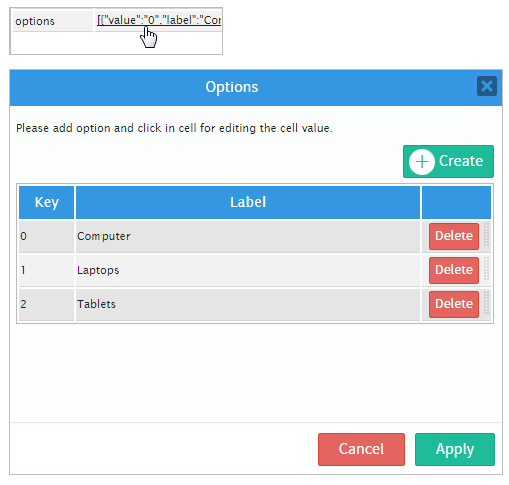 options [{"value":"0","label":"Cor
Options
Please add option and click in cell for editing the cell value.
Create
Key Label
0 Computer Delete
1 Laptops Delete
2 Tablets Delete
Cancel Apply